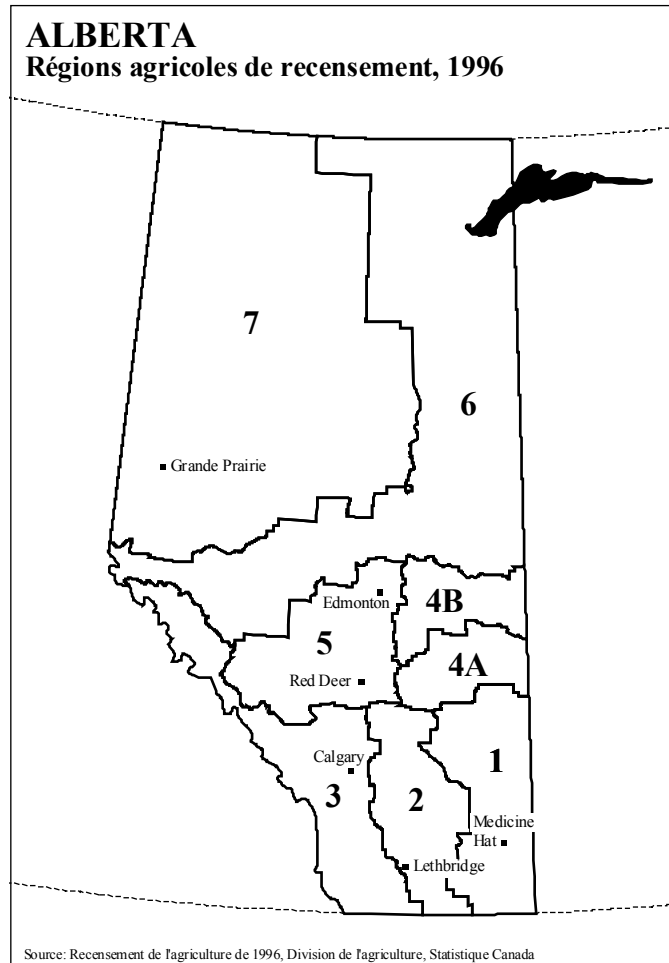 ALBERTA
Régions agricoles de recensement, 1996
7
6
Grande Prairie
Edmonton
4B
5
4A
Red Deer
1
Calgary
3
2
Medicine
Hat
Lethbridge
Source: Recensement de l'agriculture de 1996, Division de l'agriculture, Statistique Canada